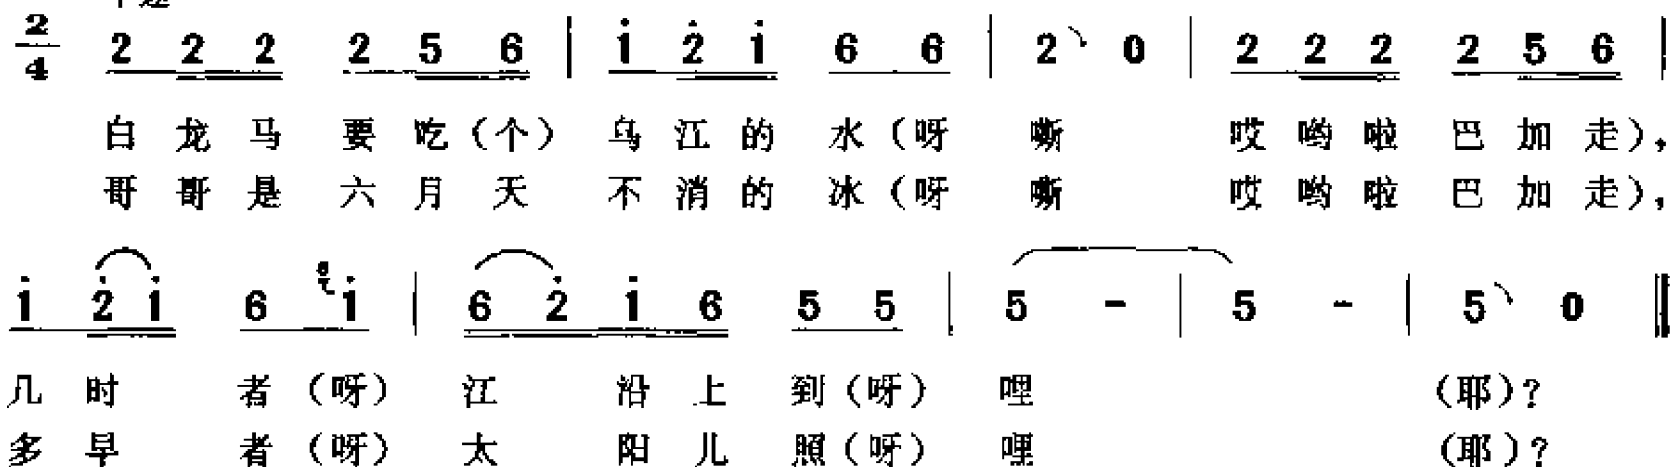 2/4 2 2 2 2 5 6 | i 2̇ i 6 6 | 2 0 | 2 2 2 2 5 6 |
白 龙 马 要 吃（个） 乌 江 的 水（呀 嘶 哎 哟 啦 巴 加 走），
哥 哥 是 六 月 天 不 消 的 冰（呀 嘶 哎 哟 啦 巴 加 走），
i 2̇ i 6 6 i | 6 2̇ i 6 5 5 | 5 - | 5 - | 5 0 ‖
几 时 者（呀） 江 沿 上 到（呀） 哩 （耶）？
多 早 者（呀） 太 阳 儿 照（呀） 哩 （耶）？